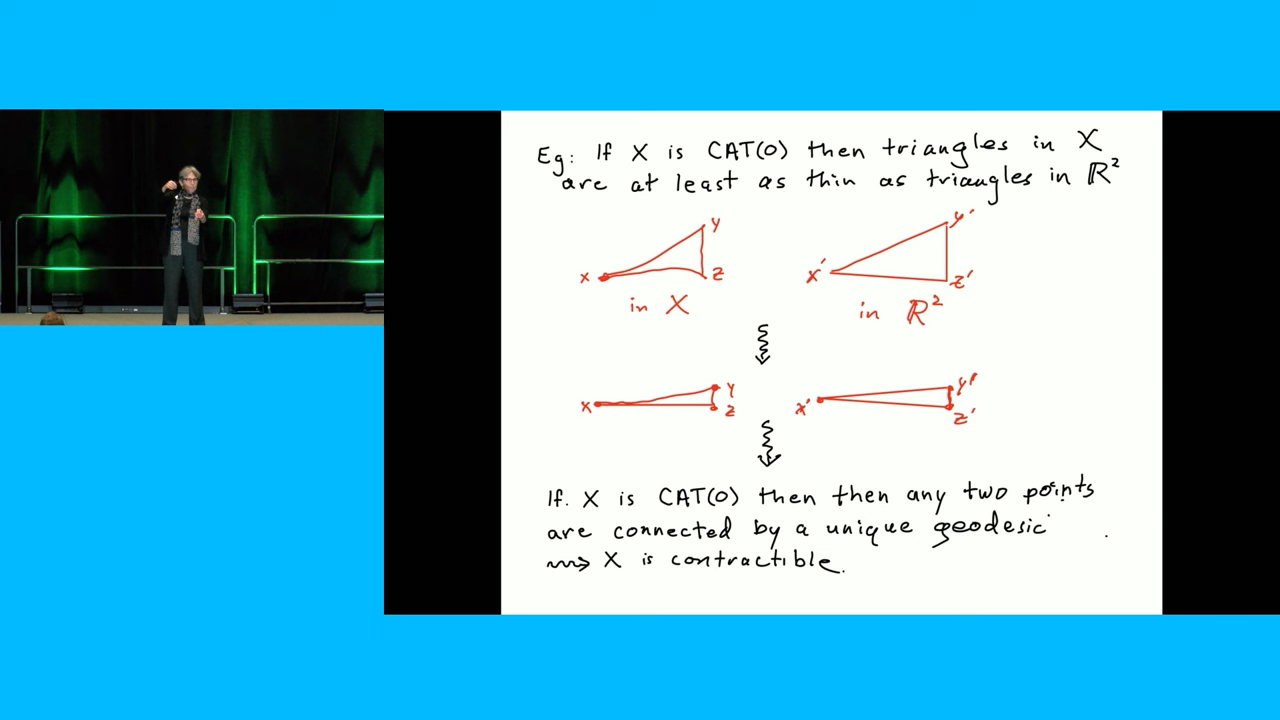 Eg: If X is CAT(0) then triangles in X
are at least as thin as triangles in ℝ²
x y z x' y' z'
in X in ℝ²
x y z x' y' z'
If X is CAT(0) then then any two points
are connected by a unique geodesic .
⇝ X is contractible.